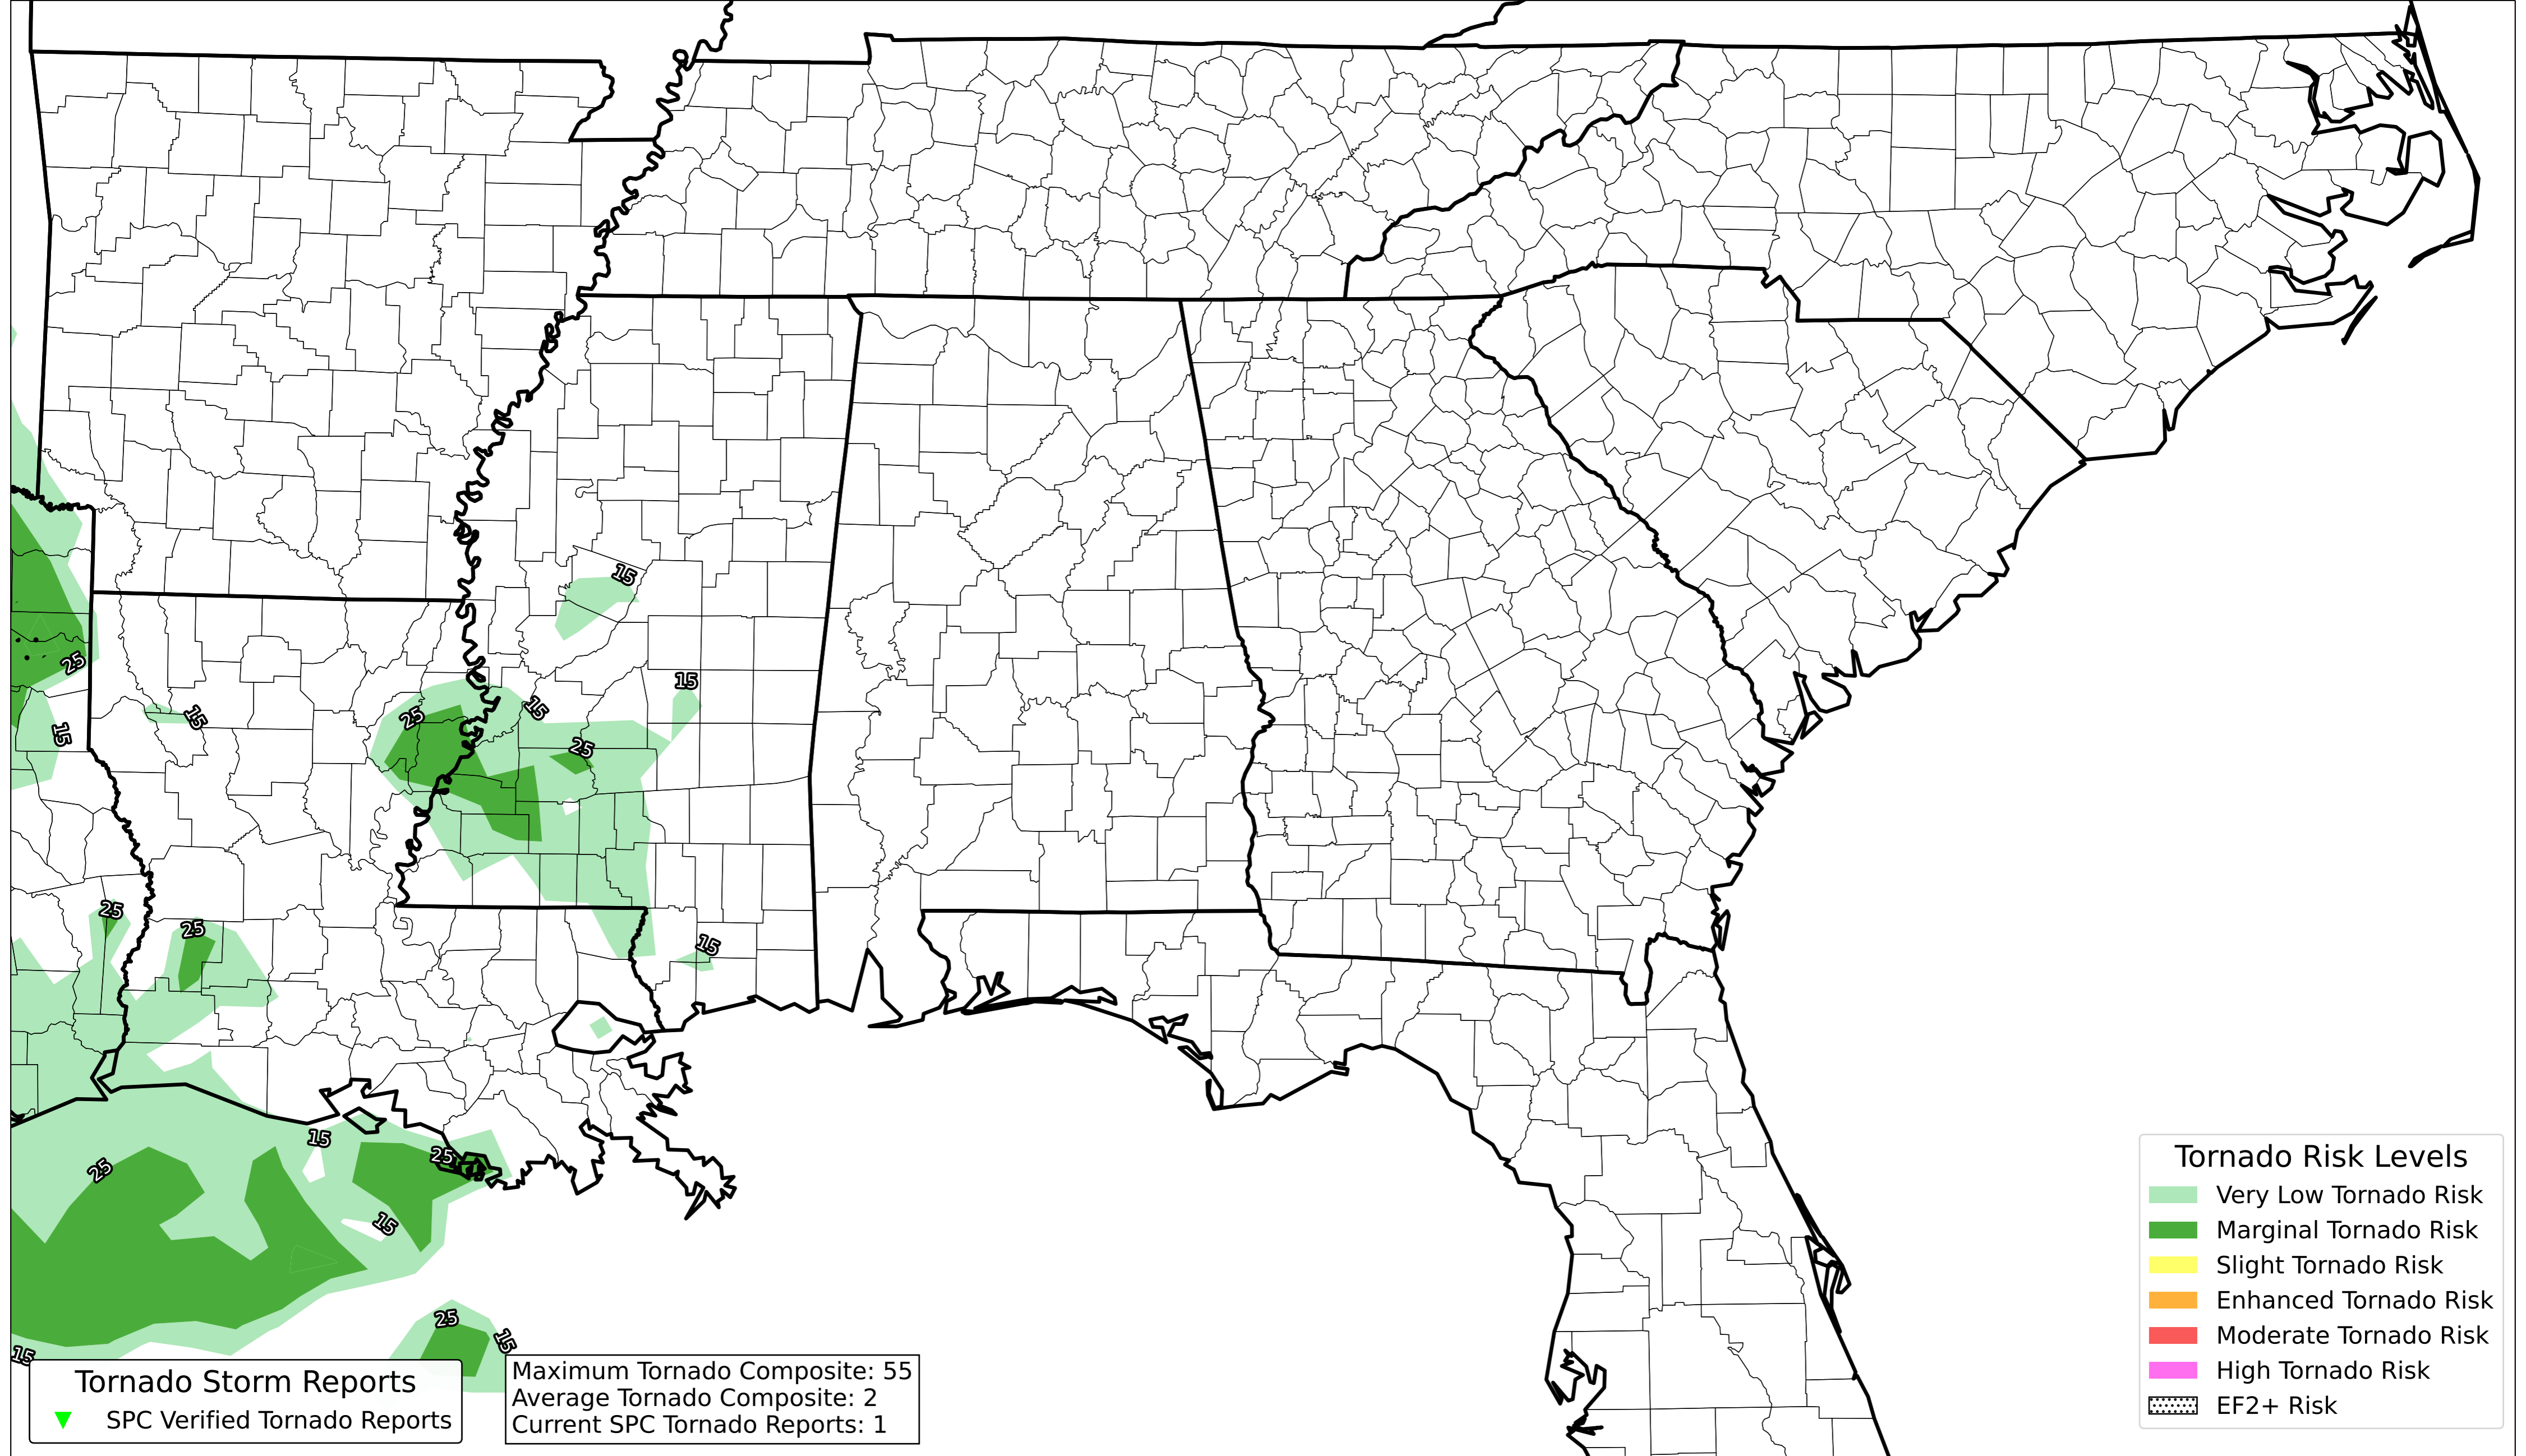 15
15
25
15
25
15
15
25
25
25
15
15
25
25
15
25
15
15
Tornado Storm Reports
SPC Verified Tornado Reports
Maximum Tornado Composite: 55
Average Tornado Composite: 2
Current SPC Tornado Reports: 1
Tornado Risk Levels
Very Low Tornado Risk
Marginal Tornado Risk
Slight Tornado Risk
Enhanced Tornado Risk
Moderate Tornado Risk
High Tornado Risk
EF2+ Risk